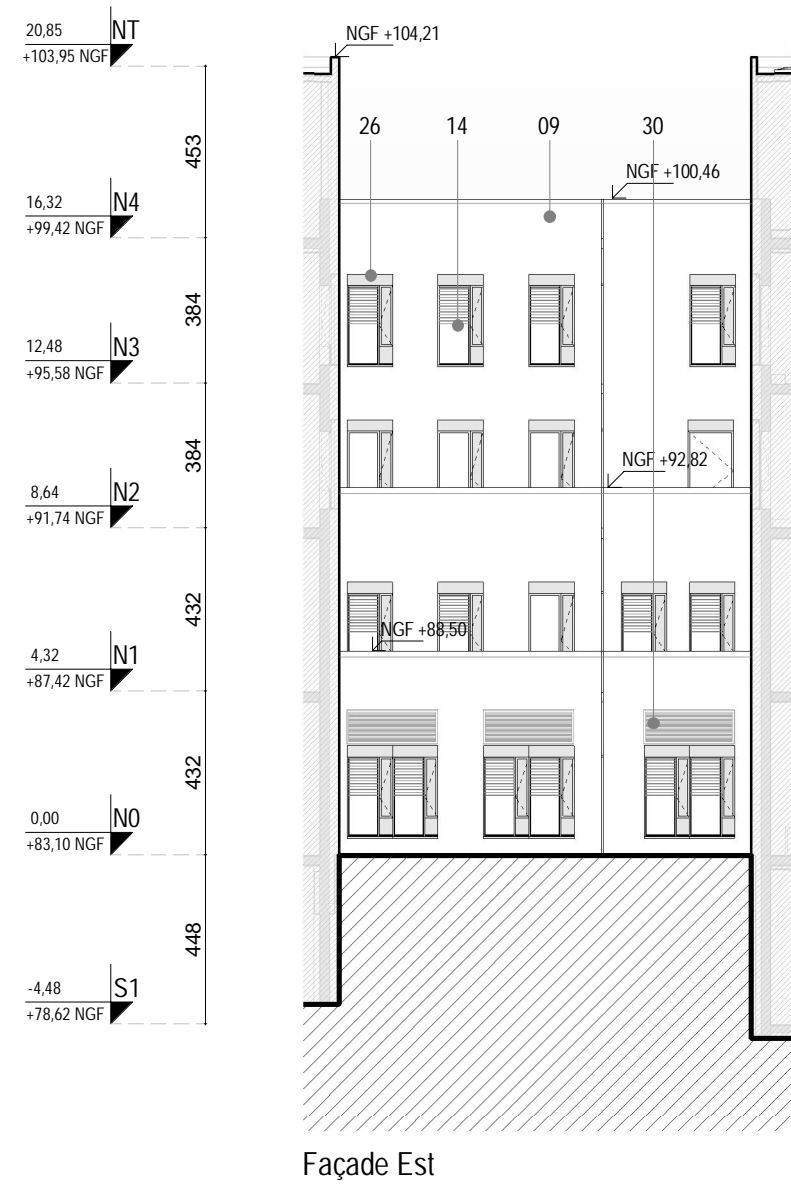 20,85 NT
+103,95 NGF
453
16,32 N4
+99,42 NGF
384
12,48 N3
+95,58 NGF
384
8,64 N2
+91,74 NGF
432
4,32 N1
+87,42 NGF
432
0,00 N0
+83,10 NGF
448
-4,48 S1
+78,62 NGF
NGF +104,21
26 14 09 30
NGF +100,46
NGF +92,82
NGF +88,50
Façade Est